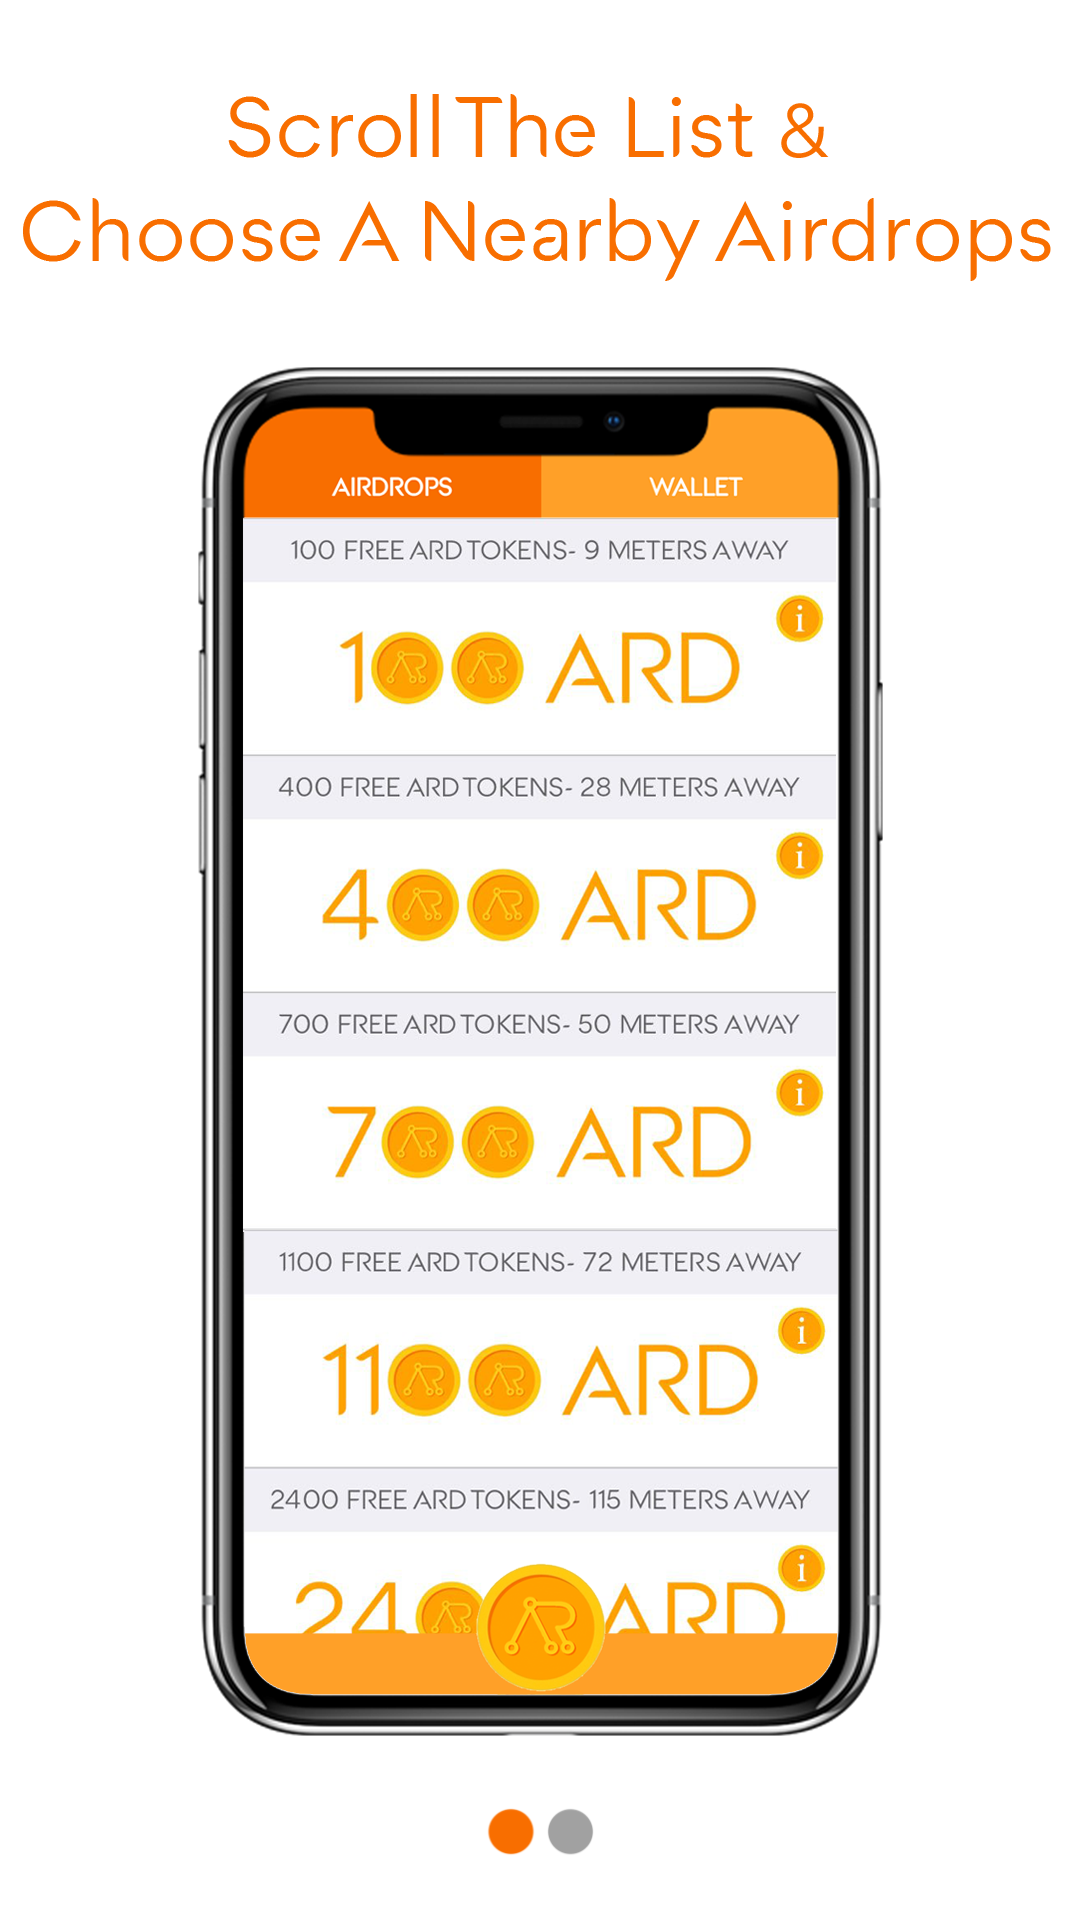 Scroll The List &
Choose A Nearby Airdrops
AIRDROPS WALLET
100 FREE ARD TOKENS- 9 METERS AWAY
i
100 ARD
400 FREE ARD TOKENS- 28 METERS AWAY
i
400 ARD
700 FREE ARD TOKENS- 50 METERS AWAY
i
700 ARD
1100 FREE ARD TOKENS- 72 METERS AWAY
i
1100 ARD
2400 FREE ARD TOKENS- 115 METERS AWAY
i
240 ARD
AR